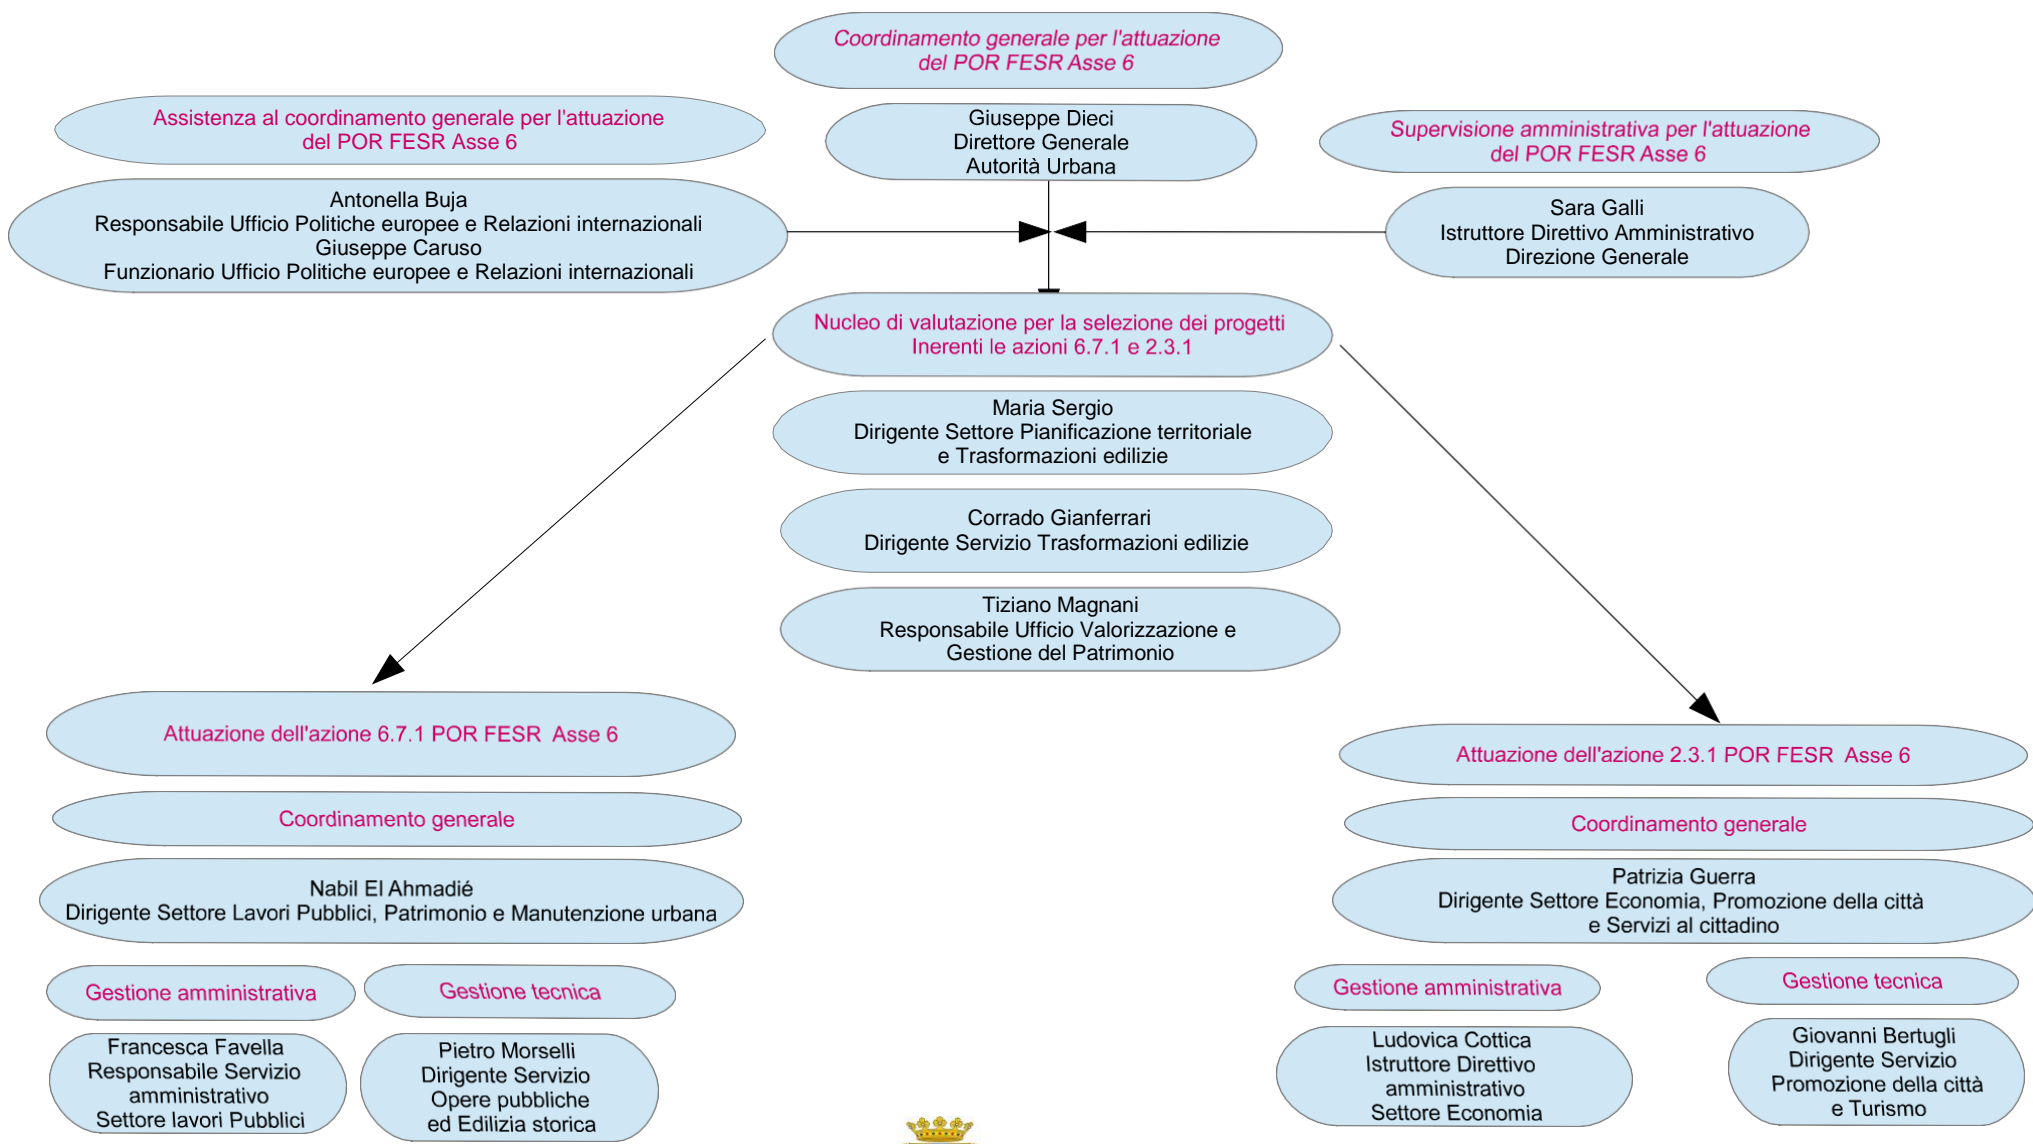 Coordinamento generale per l'attuazione
del POR FESR Asse 6
Giuseppe Dieci
Direttore Generale
Autorità Urbana
Assistenza al coordinamento generale per l'attuazione
del POR FESR Asse 6
Antonella Buja
Responsabile Ufficio Politiche europee e Relazioni internazionali
Giuseppe Caruso
Funzionario Ufficio Politiche europee e Relazioni internazionali
Supervisione amministrativa per l'attuazione
del POR FESR Asse 6
Sara Galli
Istruttore Direttivo Amministrativo
Direzione Generale
Nucleo di valutazione per la selezione dei progetti
Inerenti le azioni 6.7.1 e 2.3.1
Maria Sergio
Dirigente Settore Pianificazione territoriale
e Trasformazioni edilizie
Corrado Gianferrari
Dirigente Servizio Trasformazioni edilizie
Tiziano Magnani
Responsabile Ufficio Valorizzazione e
Gestione del Patrimonio
Attuazione dell'azione 6.7.1 POR FESR Asse 6
Coordinamento generale
Nabil El Ahmadié
Dirigente Settore Lavori Pubblici, Patrimonio e Manutenzione urbana
Gestione amministrativa
Francesca Favella
Responsabile Servizio
amministrativo
Settore lavori Pubblici
Gestione tecnica
Pietro Morselli
Dirigente Servizio
Opere pubbliche
ed Edilizia storica
Attuazione dell'azione 2.3.1 POR FESR Asse 6
Coordinamento generale
Patrizia Guerra
Dirigente Settore Economia, Promozione della città
e Servizi al cittadino
Gestione amministrativa
Ludovica Cottica
Istruttore Direttivo
amministrativo
Settore Economia
Gestione tecnica
Giovanni Bertugli
Dirigente Servizio
Promozione della città
e Turismo